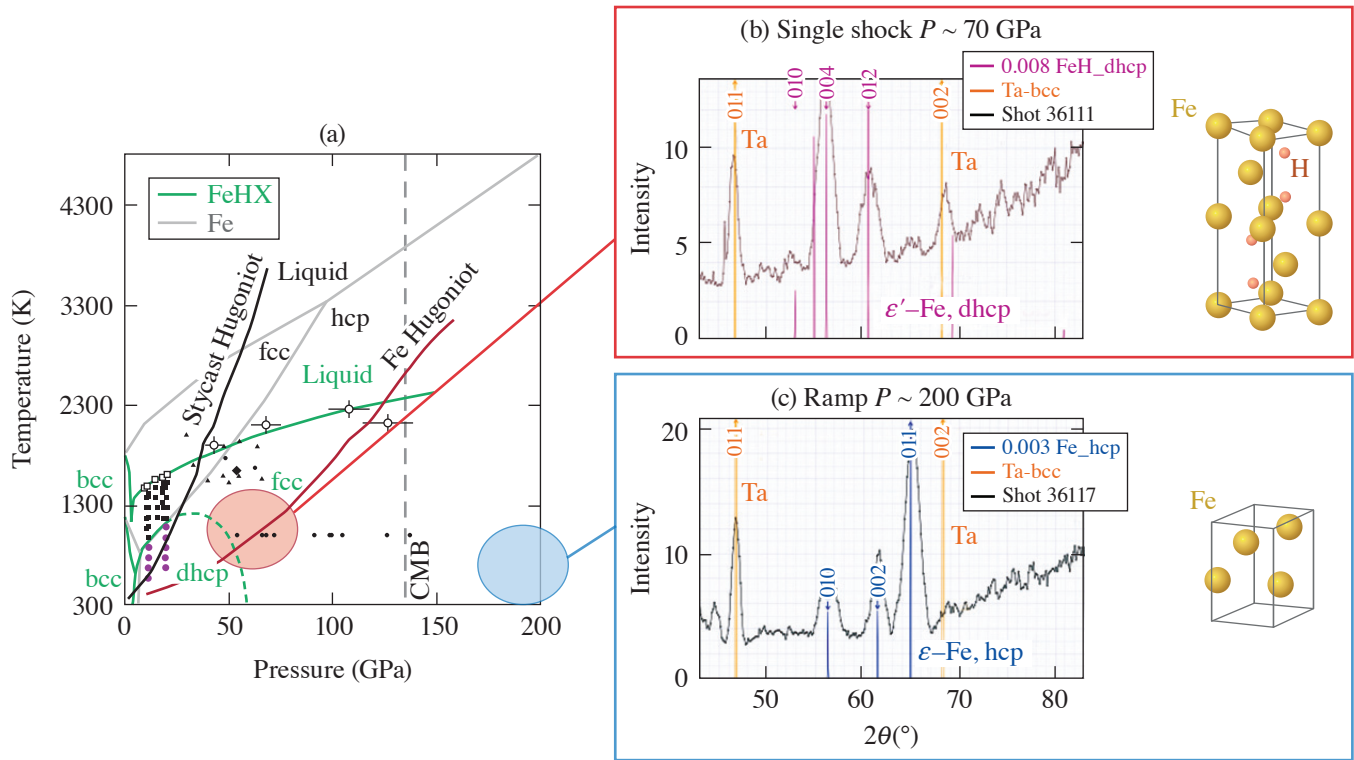 (a)
FeHX
Fe
4300
3300
2300
1300
300
Temperature (K)
0
50
100
150
200
Pressure (GPa)
Stycast Hugoniot
Liquid
hcp
fcc
Fe Hugoniot
Liquid
bcc
fcc
bcc
dhcp
CMB
(b) Single shock P ~ 70 GPa
0.008 FeH_dhcp
Ta-bcc
Shot 36111
011
010
004
012
002
Ta
Ta
10
5
0
Intensity
ε′–Fe, dhcp
Fe
H
(c) Ramp P ~ 200 GPa
0.003 Fe_hcp
Ta-bcc
Shot 36117
011
010
002
011
002
Ta
Ta
20
10
0
Intensity
ε–Fe, hcp
50
60
70
80
2θ(°)
Fe